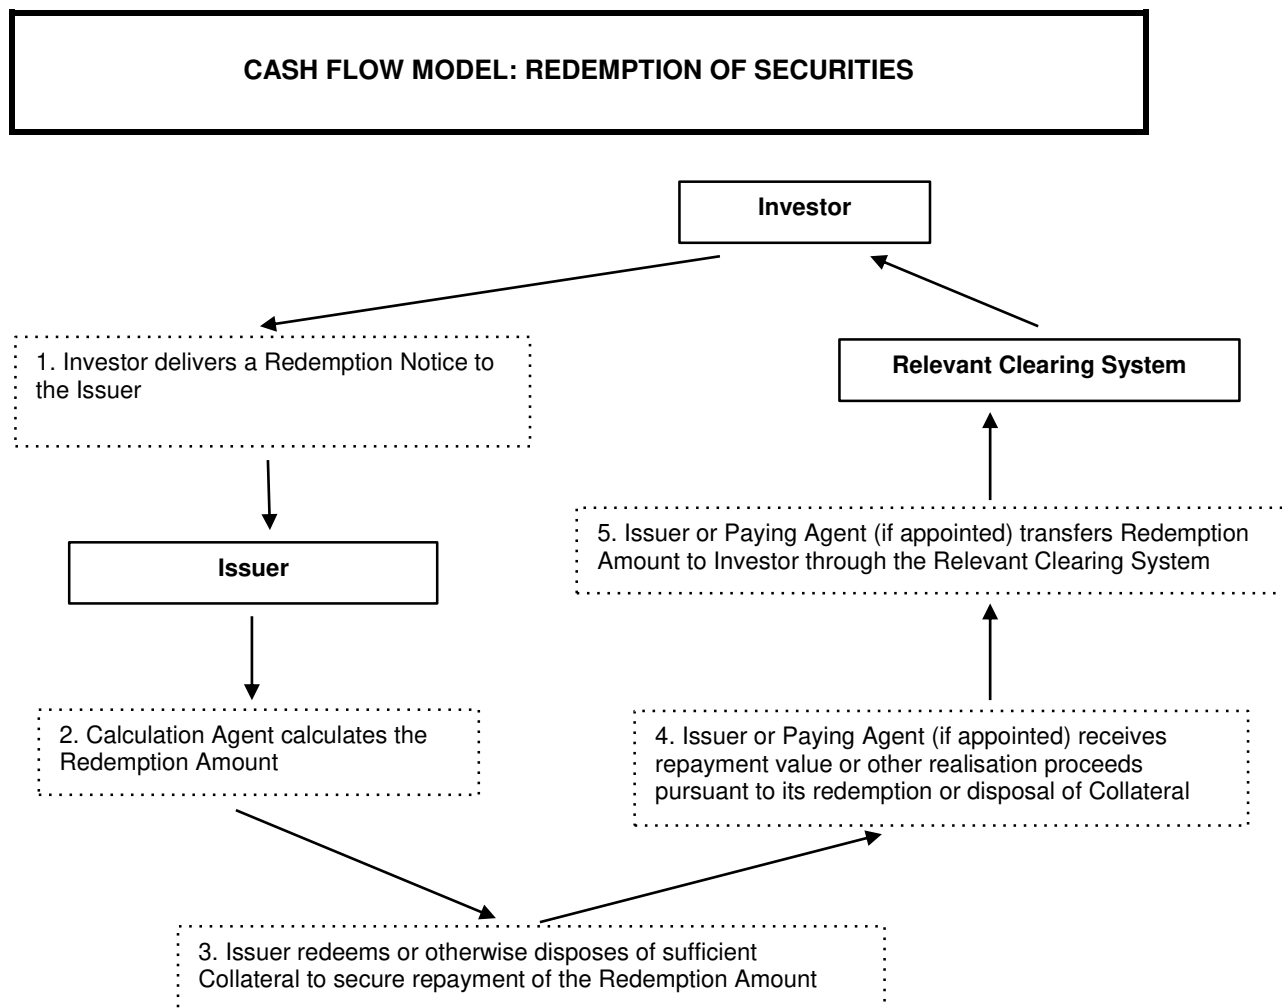 CASH FLOW MODEL: REDEMPTION OF SECURITIES
Investor
1. Investor delivers a Redemption Notice to
the Issuer
Relevant Clearing System
Issuer
5. Issuer or Paying Agent (if appointed) transfers Redemption
Amount to Investor through the Relevant Clearing System
2. Calculation Agent calculates the
Redemption Amount
4. Issuer or Paying Agent (if appointed) receives
repayment value or other realisation proceeds
pursuant to its redemption or disposal of Collateral
3. Issuer redeems or otherwise disposes of sufficient
Collateral to secure repayment of the Redemption Amount